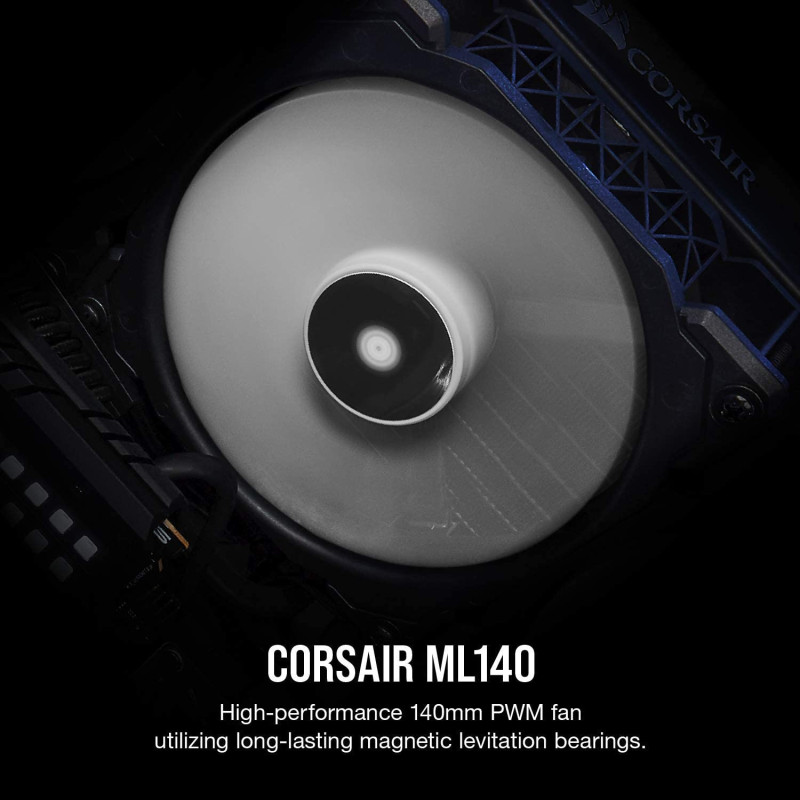 CORSAIR
CORSAIR ML140
High-performance 140mm PWM fan
utilizing long-lasting magnetic levitation bearings.